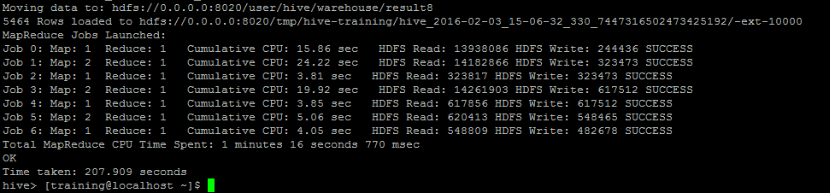 Moving data to: hdfs://0.0.0.0:8020/user/hive/warehouse/result8
5464 Rows loaded to hdfs://0.0.0.0:8020/tmp/hive-training/hive_2016-02-03_15-06-32_330_7447316502473425192/-ext-10000
MapReduce Jobs Launched:
Job 0: Map: 1  Reduce: 1   Cumulative CPU: 15.86 sec   HDFS Read: 13938086 HDFS Write: 244436 SUCCESS
Job 1: Map: 2  Reduce: 1   Cumulative CPU: 24.22 sec   HDFS Read: 14182866 HDFS Write: 323473 SUCCESS
Job 2: Map: 1  Reduce: 1   Cumulative CPU: 3.81 sec   HDFS Read: 323817 HDFS Write: 323473 SUCCESS
Job 3: Map: 2  Reduce: 1   Cumulative CPU: 19.92 sec   HDFS Read: 14261903 HDFS Write: 617512 SUCCESS
Job 4: Map: 1  Reduce: 1   Cumulative CPU: 3.85 sec   HDFS Read: 617856 HDFS Write: 617512 SUCCESS
Job 5: Map: 2  Reduce: 1   Cumulative CPU: 5.06 sec   HDFS Read: 620413 HDFS Write: 548465 SUCCESS
Job 6: Map: 1  Reduce: 1   Cumulative CPU: 4.05 sec   HDFS Read: 548809 HDFS Write: 482678 SUCCESS
Total MapReduce CPU Time Spent: 1 minutes 16 seconds 770 msec
OK
Time taken: 207.909 seconds
hive> [training@localhost ~]$